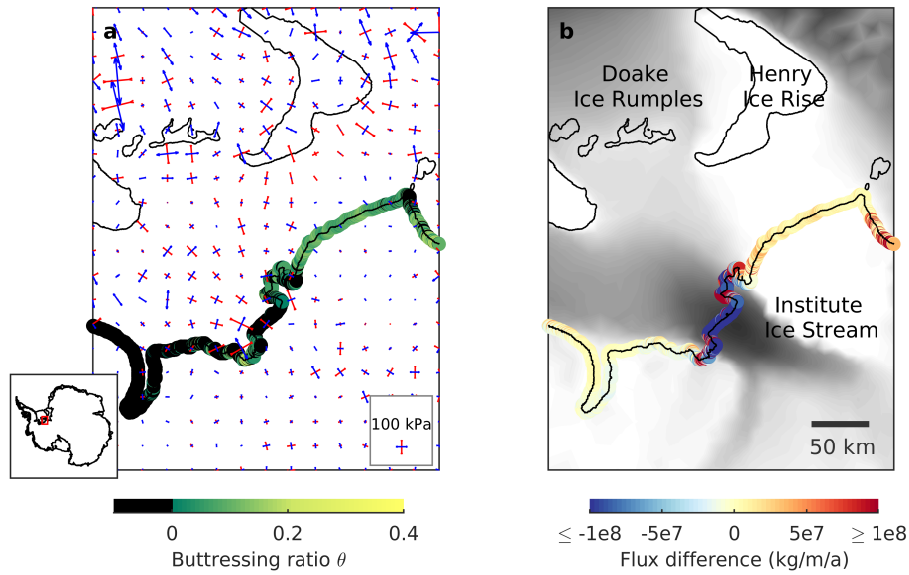 a
100 kPa
0
0.2
0.4
Buttressing ratio θ
b
Doake
Ice Rumples
Henry
Ice Rise
Institute
Ice Stream
50 km
≤ -1e8
-5e7
0
5e7
≥ 1e8
Flux difference (kg/m/a)